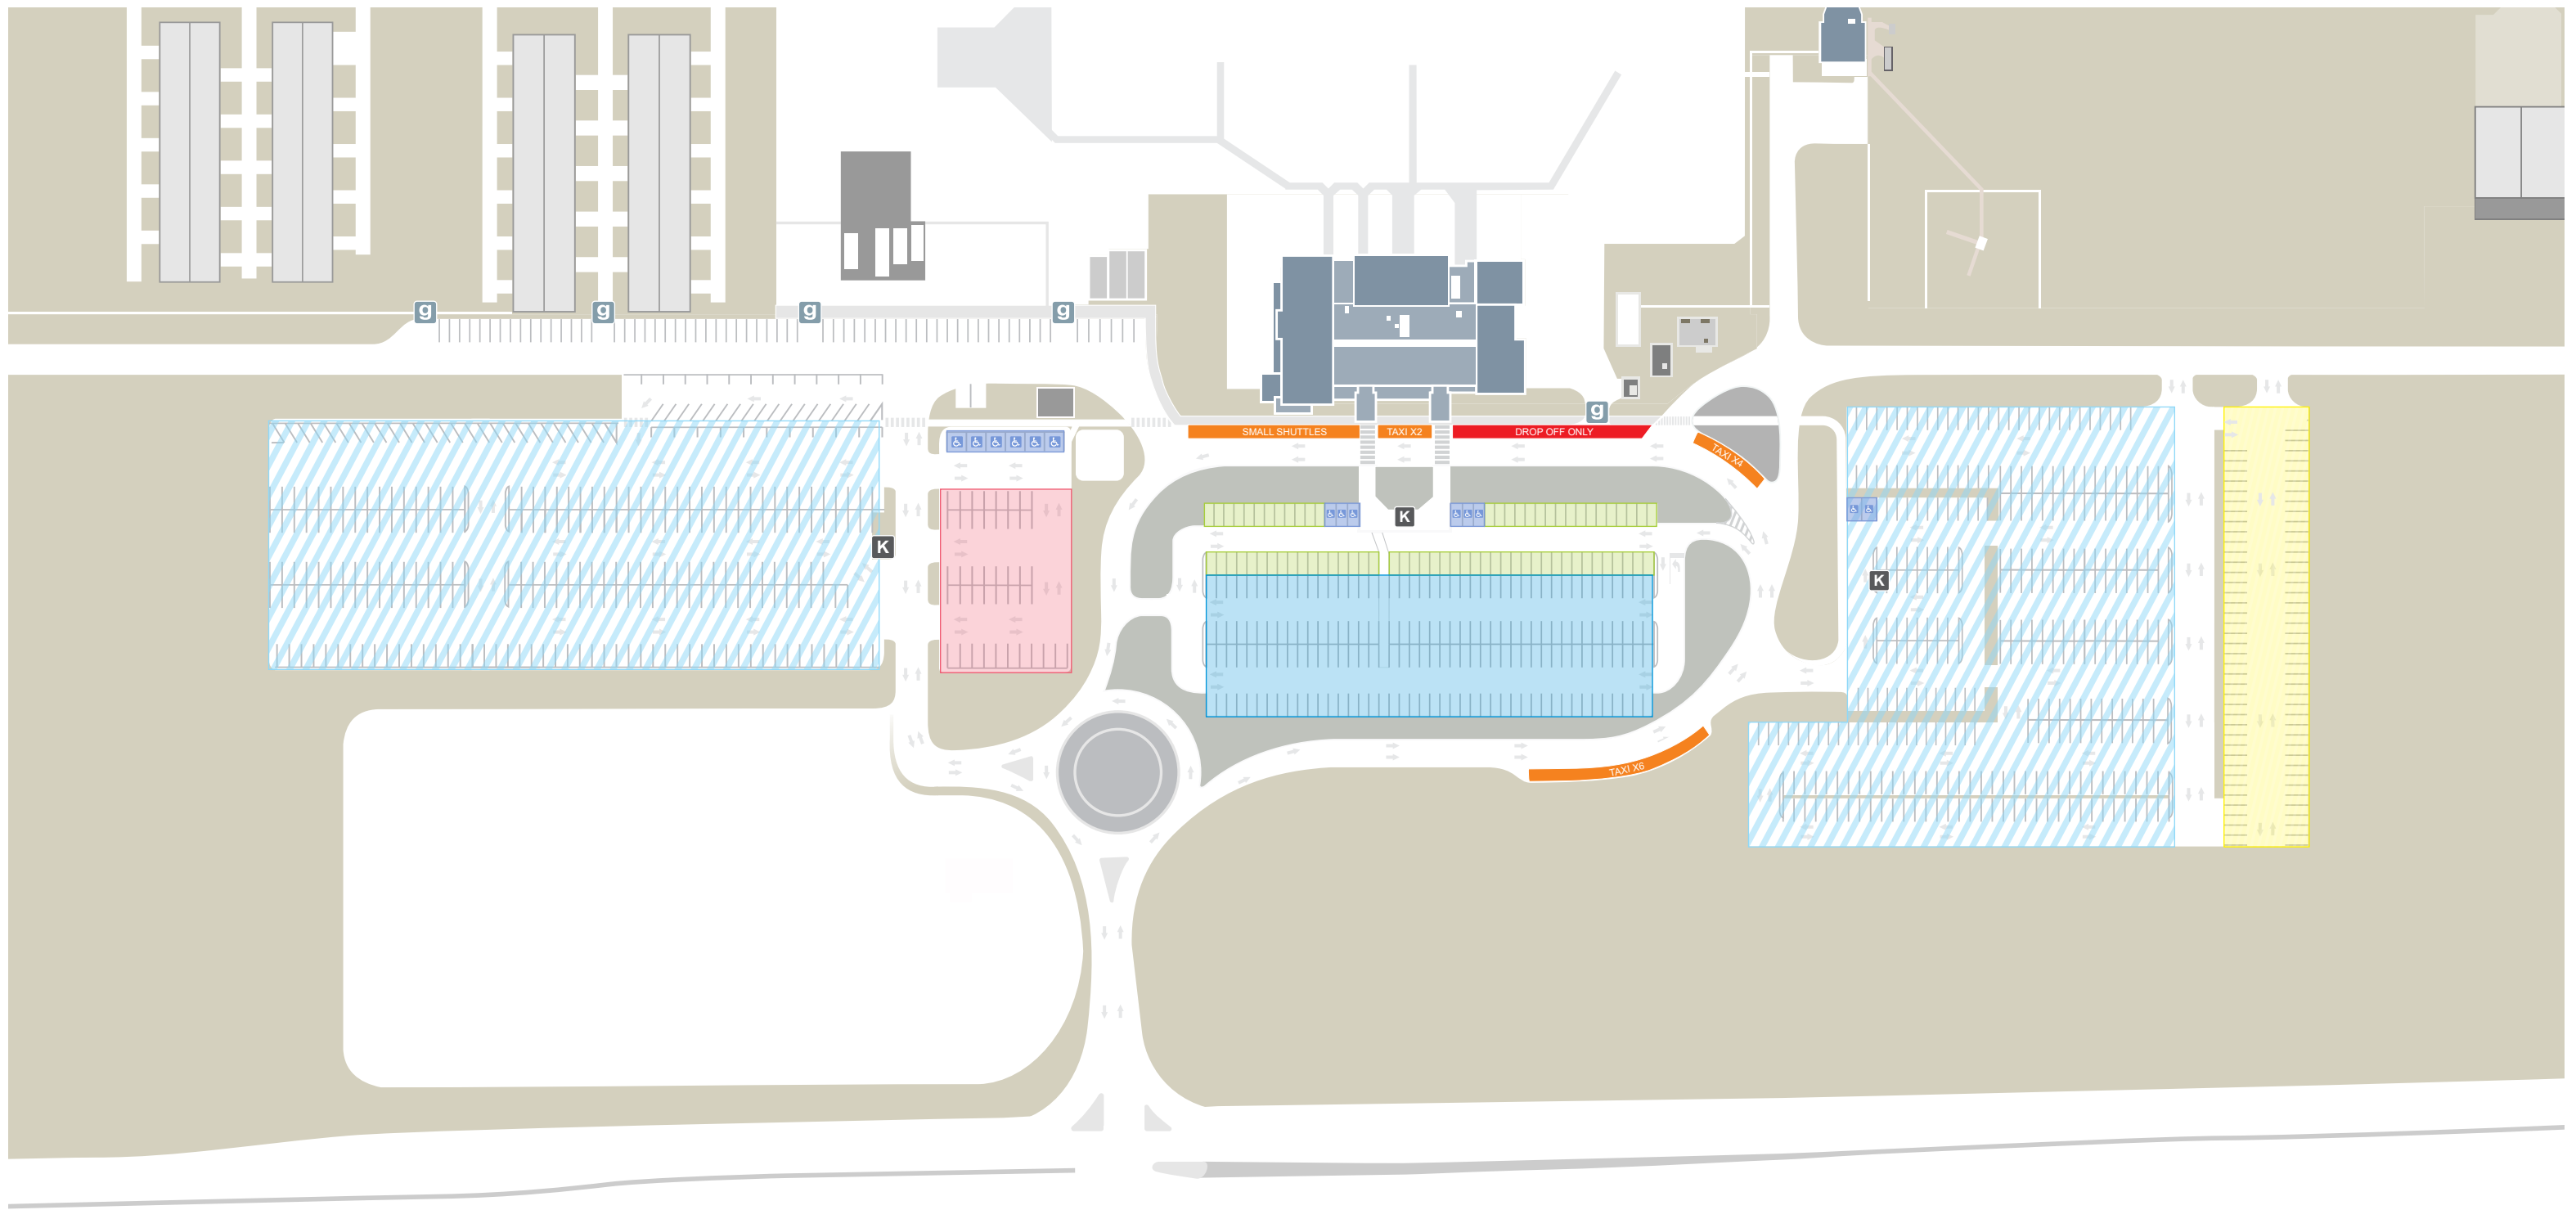 g
g
g
g
g
SMALL SHUTTLES
TAXI X2
DROP OFF ONLY
TAXI X4
K
K
K
TAXI X6